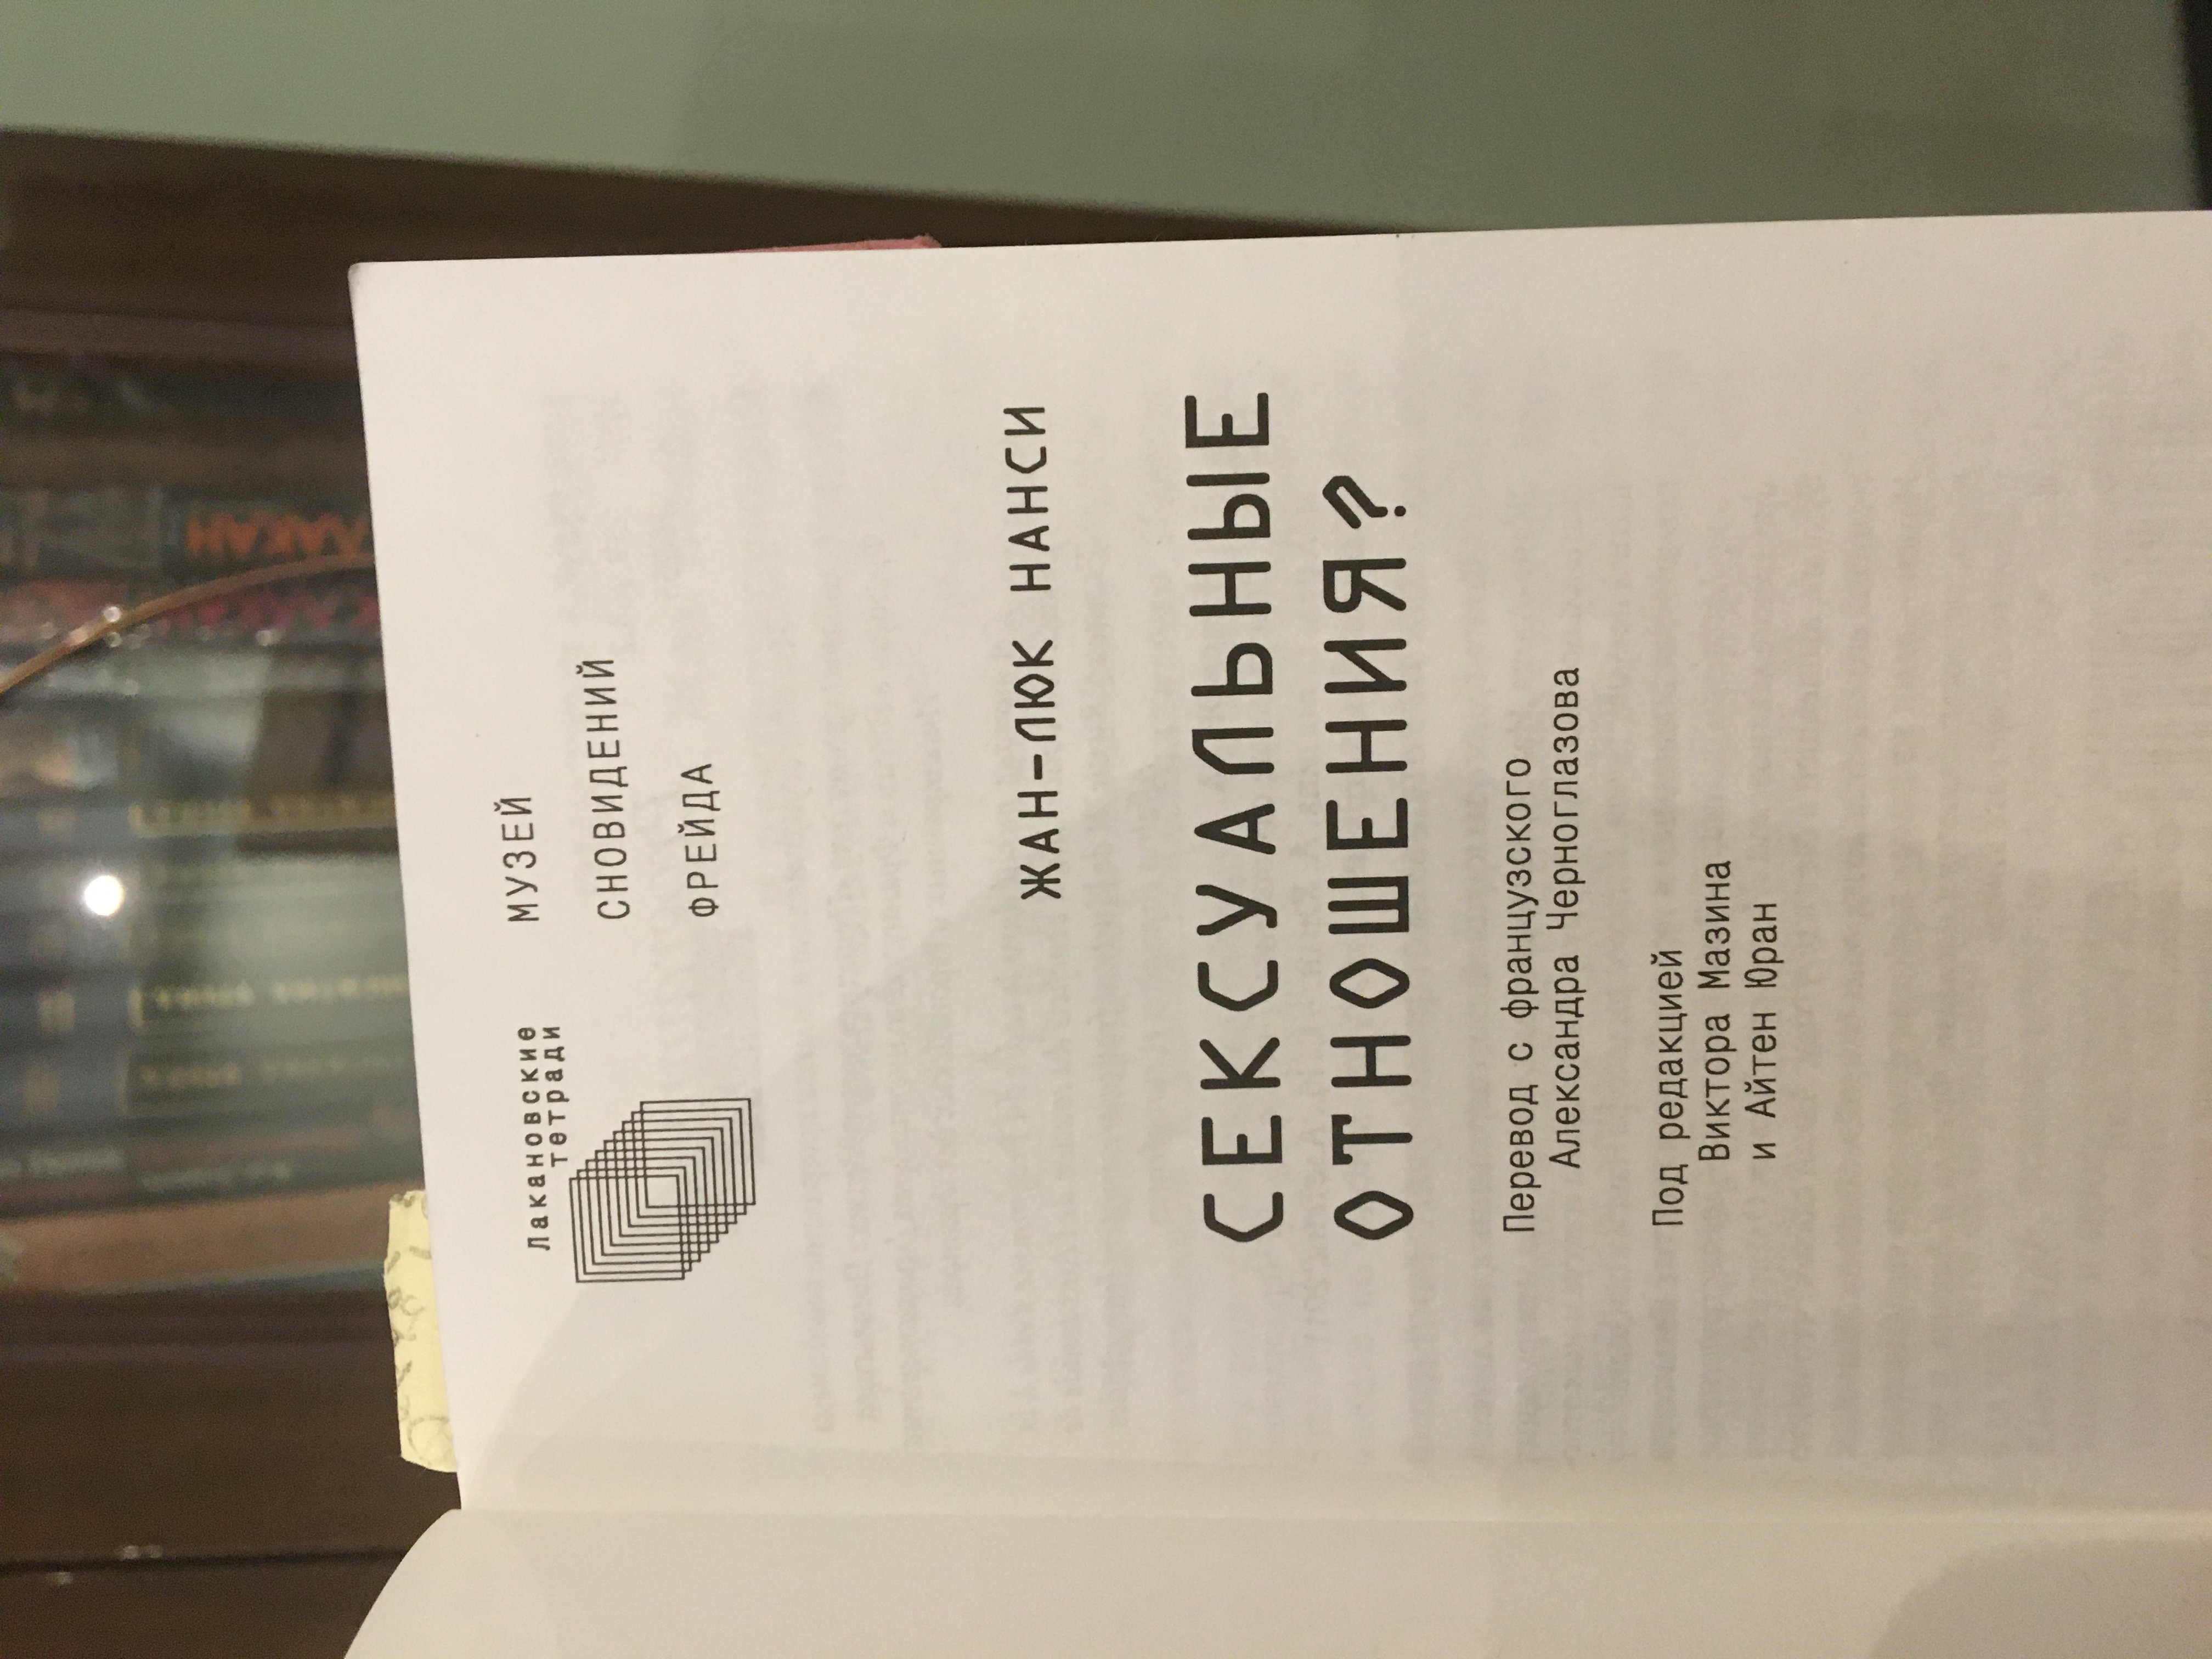 Лакановские
тетради
МУЗЕЙ
СНОВИДЕНИЙ
ФРЕЙДА
ЖАН-ЛЮК НАНСИ
СЕКСУАЛЬНЫЕ
ОТНОШЕНИЯ?
Перевод с французского
Александра Черноглазова
Под редакцией
Виктора Мазина
и Айтен Юран
ЛАКАН